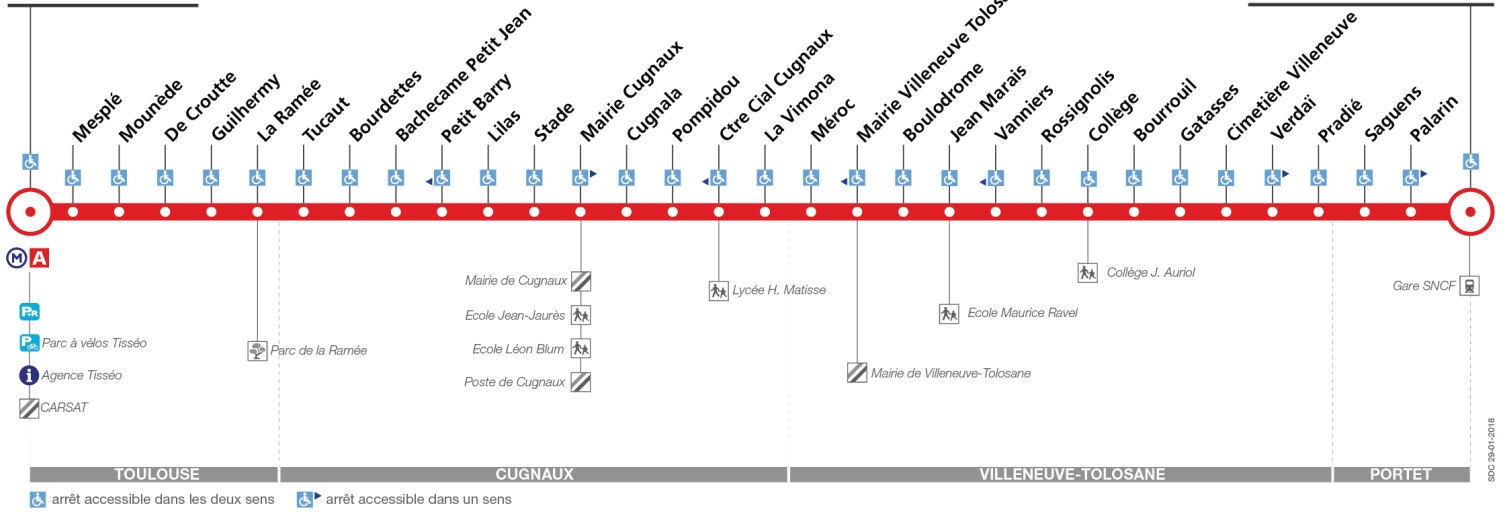 Mesplé
Mounède
De Croutte
Guilhermy
La Ramée
Tucaut
Bourdettes
Bachecame Petit Jean
Petit Barry
Lilas
Stade
Mairie Cugnaux
Cugnala
Pompidou
Ctre Cial Cugnaux
La Vimona
Méroc
Mairie Villeneuve
Boulodrome
Jean Marais
Vanniers
Rossignolis
Collège
Bourrouil
Gatasses
Cimetière Villeneuve
Verdaï
Pradié
Saguens
Palarin
M A
P+R
Parc à vélos Tisséo
Agence Tisséo
CARSAT
Parc de la Ramée
Mairie de Cugnaux
Ecole Jean-Jaurès
Ecole Léon Blum
Poste de Cugnaux
Lycée H. Matisse
Mairie de Villeneuve-Tolosane
Ecole Maurice Ravel
Collège J. Auriol
Gare SNCF
TOULOUSE
CUGNAUX
VILLENEUVE-TOLOSANE
PORTET
arrêt accessible dans les deux sens
arrêt accessible dans un sens
SDC 29-01-2018